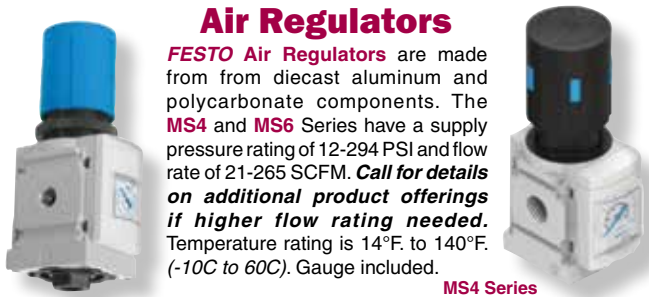 Air Regulators
FESTO Air Regulators are made
from from diecast aluminum and
polycarbonate components. The
MS4 and MS6 Series have a supply
pressure rating of 12-294 PSI and flow
rate of 21-265 SCFM. Call for details
on additional product offerings
if higher flow rating needed.
Temperature rating is 14°F. to 140°F.
(-10C to 60C). Gauge included.
MS4 Series